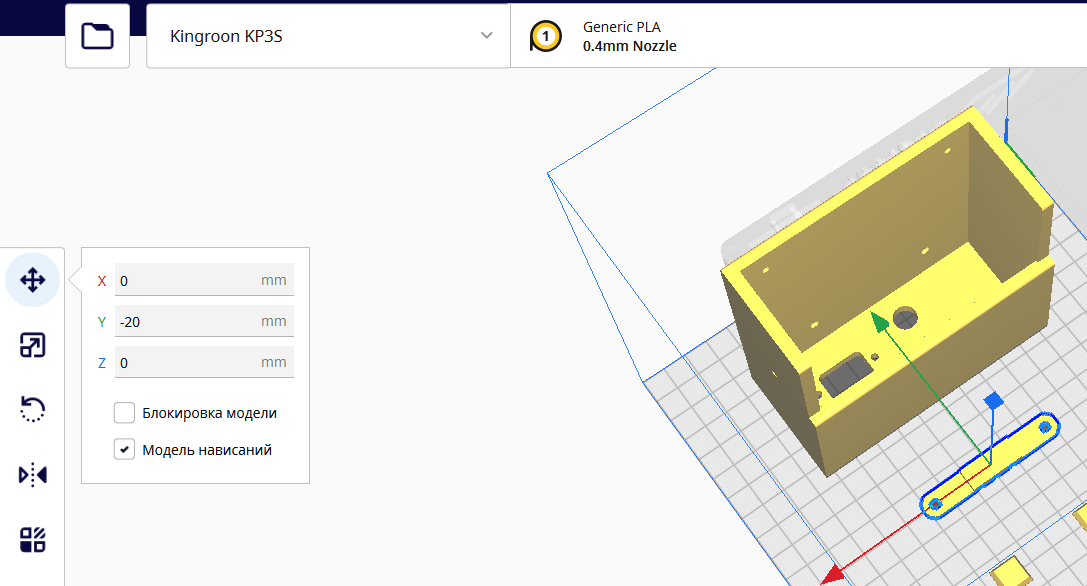 Kingroon KP3S
1
Generic PLA
0.4mm Nozzle
X 0 mm
Y -20 mm
Z 0 mm
Блокировка модели
Модель нависаний